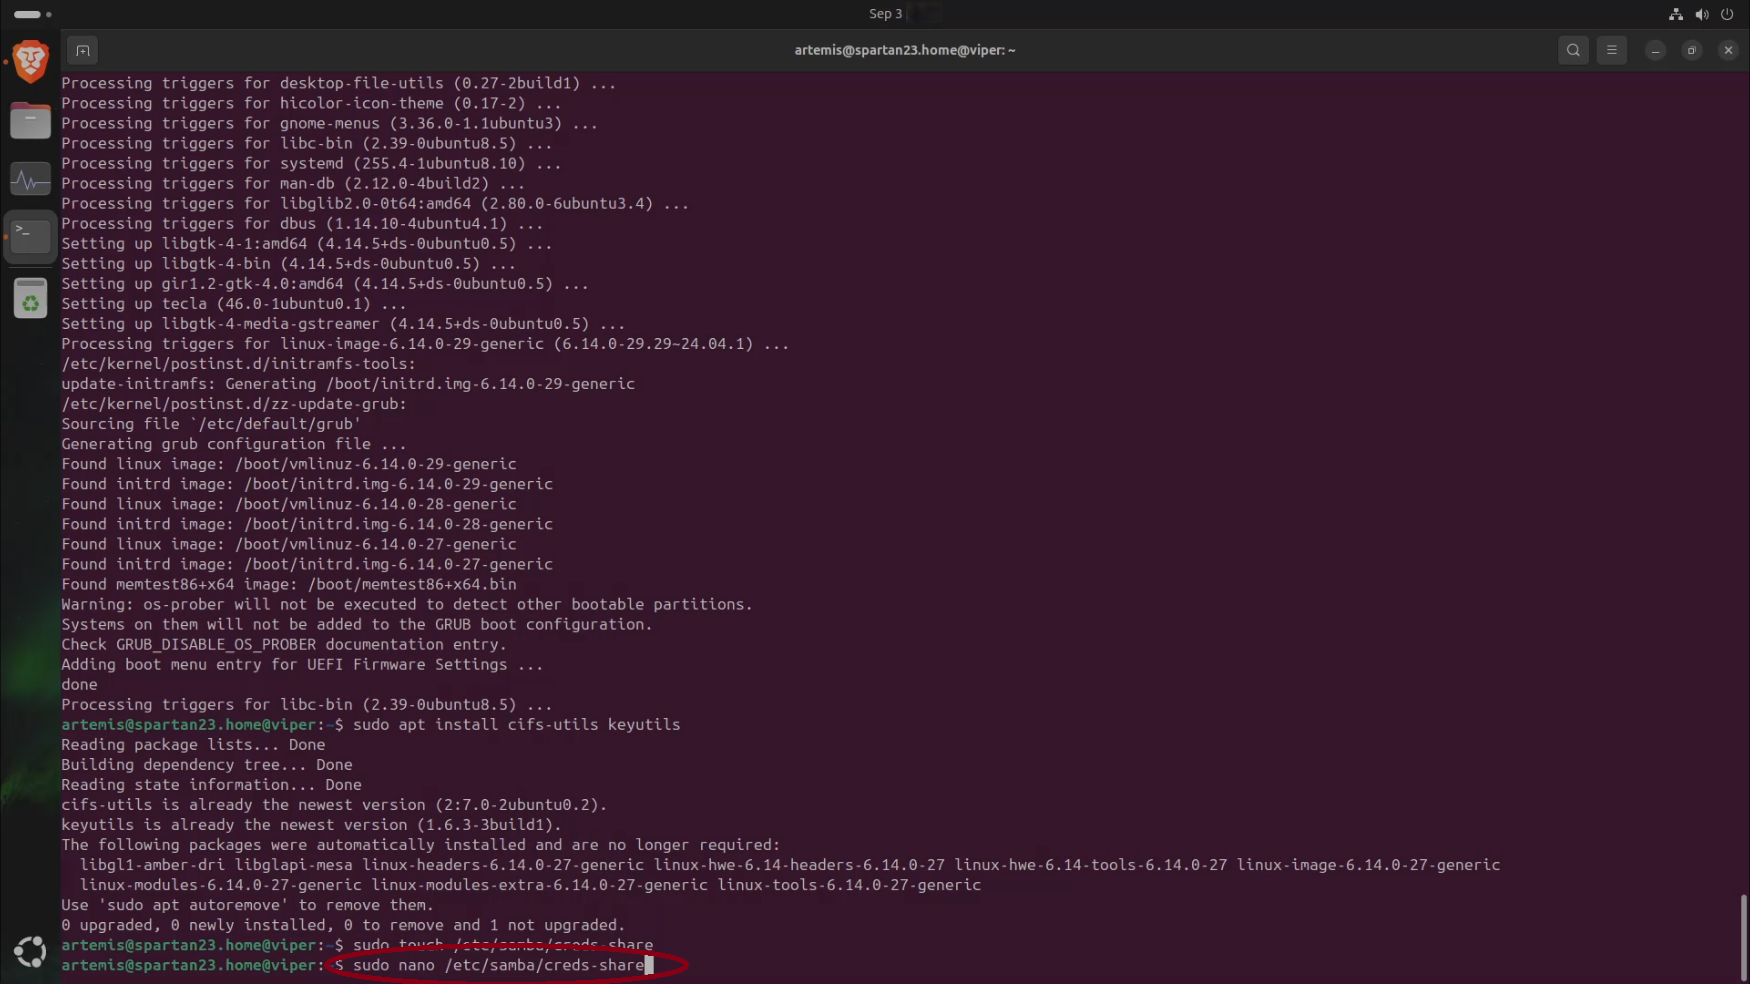 Sep 3
artemis@spartan23.home@viper: ~
Processing triggers for desktop-file-utils (0.27-2build1) ...
Processing triggers for hicolor-icon-theme (0.17-2) ...
Processing triggers for gnome-menus (3.36.0-1.1ubuntu3) ...
Processing triggers for libc-bin (2.39-0ubuntu8.5) ...
Processing triggers for systemd (255.4-1ubuntu8.10) ...
Processing triggers for man-db (2.12.0-4build2) ...
Processing triggers for libglib2.0-0t64:amd64 (2.80.0-6ubuntu3.4) ...
Processing triggers for dbus (1.14.10-4ubuntu4.1) ...
Setting up libgtk-4-1:amd64 (4.14.5+ds-0ubuntu0.5) ...
Setting up libgtk-4-bin (4.14.5+ds-0ubuntu0.5) ...
Setting up gir1.2-gtk-4.0:amd64 (4.14.5+ds-0ubuntu0.5) ...
Setting up tecla (46.0-1ubuntu0.1) ...
Setting up libgtk-4-media-gstreamer (4.14.5+ds-0ubuntu0.5) ...
Processing triggers for linux-image-6.14.0-29-generic (6.14.0-29.29~24.04.1) ...
/etc/kernel/postinst.d/initramfs-tools:
update-initramfs: Generating /boot/initrd.img-6.14.0-29-generic
/etc/kernel/postinst.d/zz-update-grub:
Sourcing file `/etc/default/grub'
Generating grub configuration file ...
Found linux image: /boot/vmlinuz-6.14.0-29-generic
Found initrd image: /boot/initrd.img-6.14.0-29-generic
Found linux image: /boot/vmlinuz-6.14.0-28-generic
Found initrd image: /boot/initrd.img-6.14.0-28-generic
Found linux image: /boot/vmlinuz-6.14.0-27-generic
Found initrd image: /boot/initrd.img-6.14.0-27-generic
Found memtest86+x64 image: /boot/memtest86+x64.bin
Warning: os-prober will not be executed to detect other bootable partitions.
Systems on them will not be added to the GRUB boot configuration.
Check GRUB_DISABLE_OS_PROBER documentation entry.
Adding boot menu entry for UEFI Firmware Settings ...
done
Processing triggers for libc-bin (2.39-0ubuntu8.5) ...
artemis@spartan23.home@viper:~$ sudo apt install cifs-utils keyutils
Reading package lists... Done
Building dependency tree... Done
Reading state information... Done
cifs-utils is already the newest version (2:7.0-2ubuntu0.2).
keyutils is already the newest version (1.6.3-3build1).
The following packages were automatically installed and are no longer required:
libgl1-amber-dri libglapi-mesa linux-headers-6.14.0-27-generic linux-hwe-6.14-headers-6.14.0-27 linux-hwe-6.14-tools-6.14.0-27 linux-image-6.14.0-27-generic
linux-modules-6.14.0-27-generic linux-modules-extra-6.14.0-27-generic linux-tools-6.14.0-27-generic
Use 'sudo apt autoremove' to remove them.
0 upgraded, 0 newly installed, 0 to remove and 1 not upgraded.
artemis@spartan23.home@viper:~$ sudo touch /etc/samba/creds-share
artemis@spartan23.home@viper:~$ sudo nano /etc/samba/creds-share